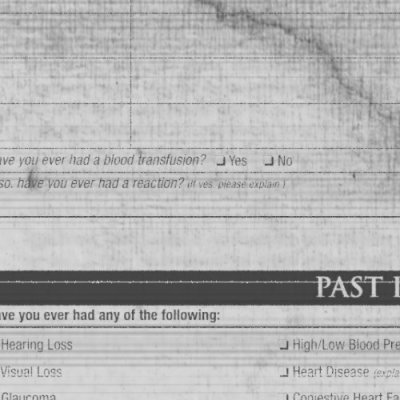 ve you ever had a blood transfusion? ❑ Yes ❑ No
so, have you ever had a reaction? (If yes, please explain)
PAST
ve you ever had any of the following:
Hearing Loss ❑ High/Low Blood Pre
Visual Loss ❑ Heart Disease (expla
Glaucoma ❑ Congestive Heart Fa